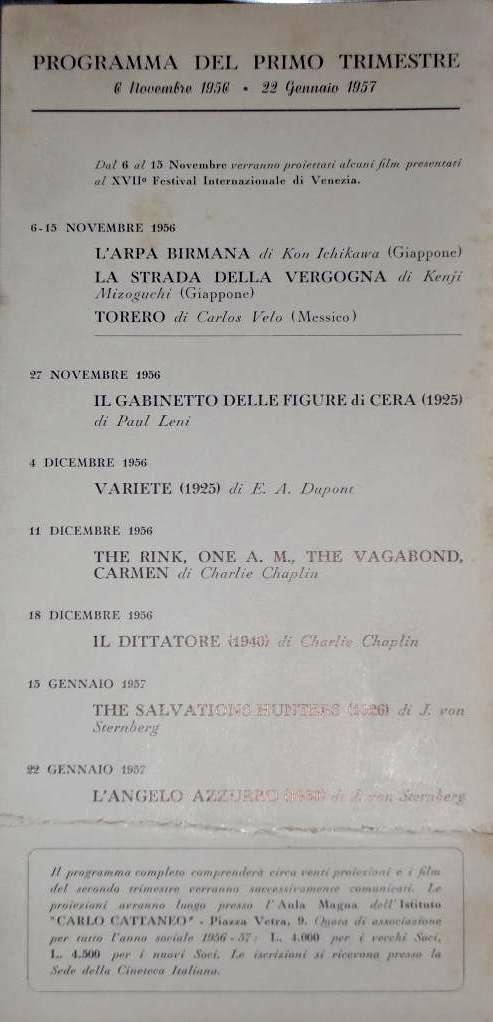 PROGRAMMA DEL PRIMO TRIMESTRE
6 Novembre 1956 • 22 Gennaio 1957
Dal 6 al 15 Novembre verranno proiettati alcuni film presentati
al XVIIº Festival Internazionale di Venezia.
6-15 NOVEMBRE 1956
L'ARPA BIRMANA di Kon Ichikawa (Giappone)
LA STRADA DELLA VERGOGNA di Kenji
Mizoguchi (Giappone)
TORERO di Carlos Velo (Messico)
27 NOVEMBRE 1956
IL GABINETTO DELLE FIGURE di CERA (1925)
di Paul Leni
4 DICEMBRE 1956
VARIETE (1925) di E. A. Dupont
11 DICEMBRE 1956
THE RINK, ONE A. M., THE VAGABOND,
CARMEN di Charlie Chaplin
18 DICEMBRE 1956
IL DITTATORE (1940) di Charlie Chaplin
15 GENNAIO 1957
THE SALVATIONS HUNTERS (1926) di J. von
Sternberg
22 GENNAIO 1957
L'ANGELO AZZURRO di J. von Sternberg
Il programma completo comprenderà circa venti proiezioni e i film
del secondo trimestre verranno successivamente comunicati. Le
proiezioni avranno luogo presso l'Aula Magna dell'Istituto
"CARLO CATTANEO" - Piazza Vetra, 9. Quota di associazione
per tutto l'anno sociale 1956-57: L. 4.000 per i vecchi Soci,
L. 4.500 per i nuovi Soci. Le iscrizioni si ricevono presso la
Sede della Cineteca Italiana.